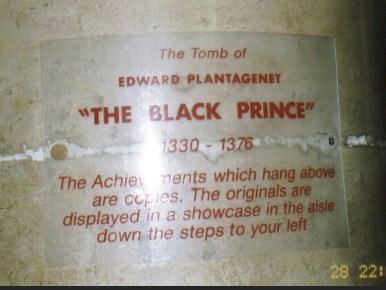 The Tomb of
EDWARD PLANTAGENET
"THE BLACK PRINCE"
1330 - 1376
The Achievements which hang above
are copies. The originals are
displayed in a showcase in the aisle
down the steps to your left
28 22: